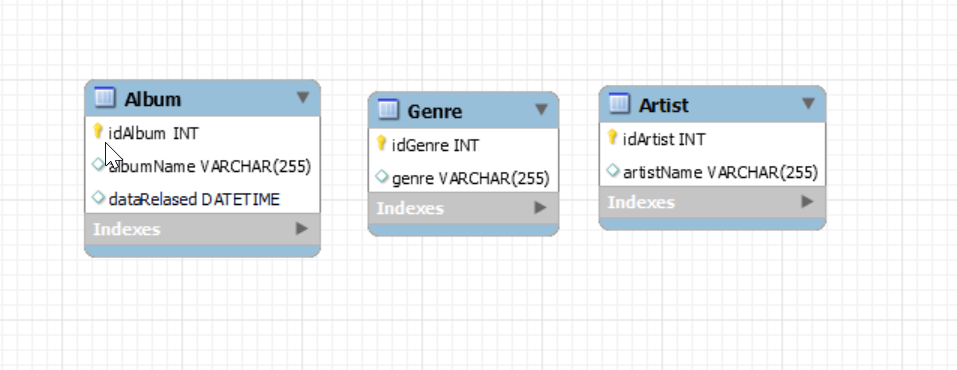 Album
idAlbum INT
albumName VARCHAR(255)
dataRelased DATETIME
Indexes
Genre
idGenre INT
genre VARCHAR(255)
Indexes
Artist
idArtist INT
artistName VARCHAR(255)
Indexes